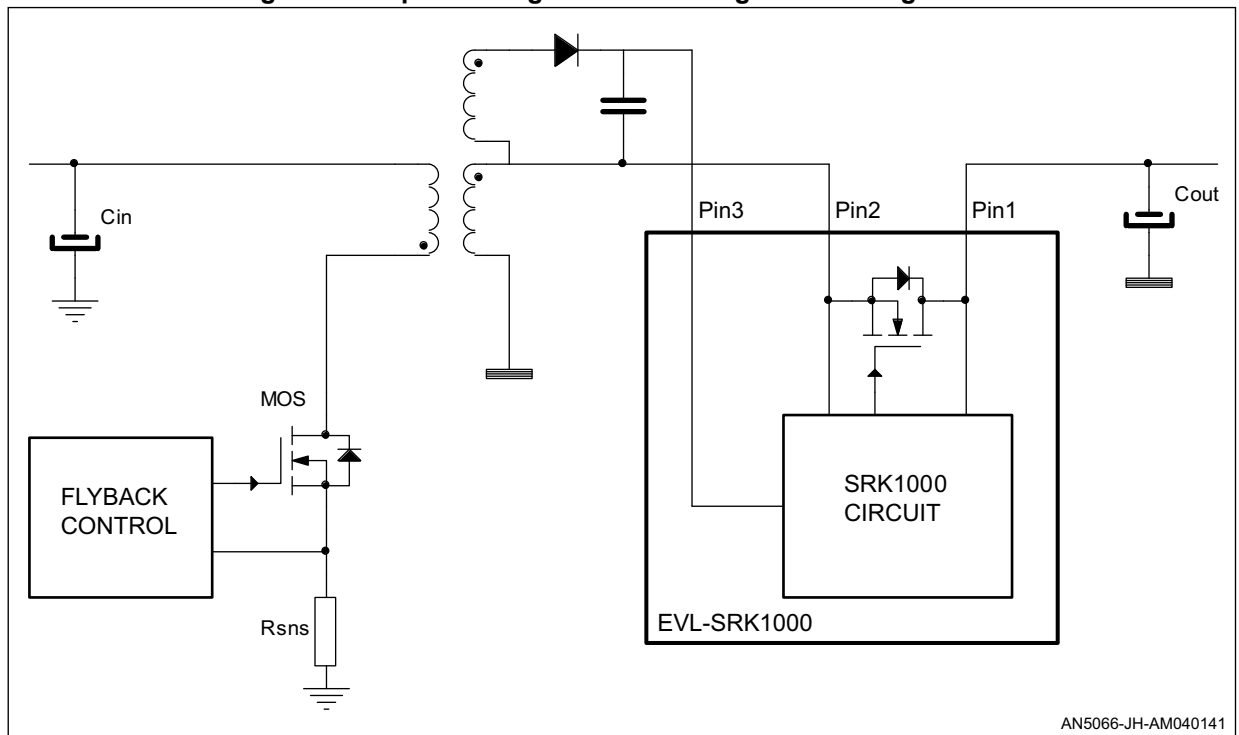 Cin
Pin3
Pin2
Pin1
Cout
MOS
FLYBACK
CONTROL
SRK1000
CIRCUIT
Rsns
EVL-SRK1000
AN5066-JH-AM040141